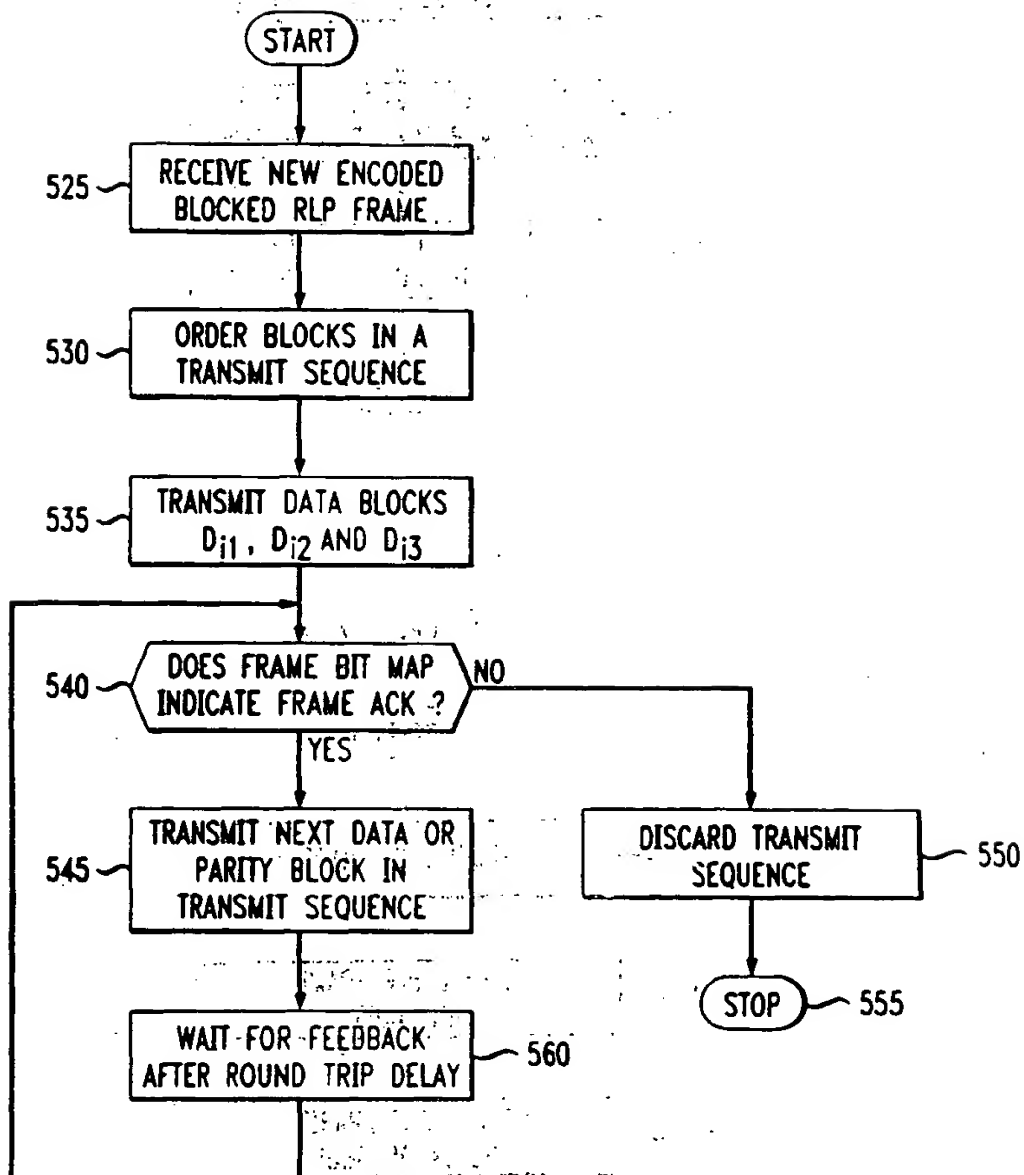 START
525
RECEIVE NEW ENCODED
BLOCKED RLP FRAME
530
ORDER BLOCKS IN A
TRANSMIT SEQUENCE
535
TRANSMIT DATA BLOCKS
Di1, Di2 AND Di3
540
DOES FRAME BIT MAP
INDICATE FRAME ACK ?
NO
YES
545
TRANSMIT NEXT DATA OR
PARITY BLOCK IN
TRANSMIT SEQUENCE
DISCARD TRANSMIT
SEQUENCE
550
STOP
555
WAIT FOR FEEDBACK
AFTER ROUND TRIP DELAY
560